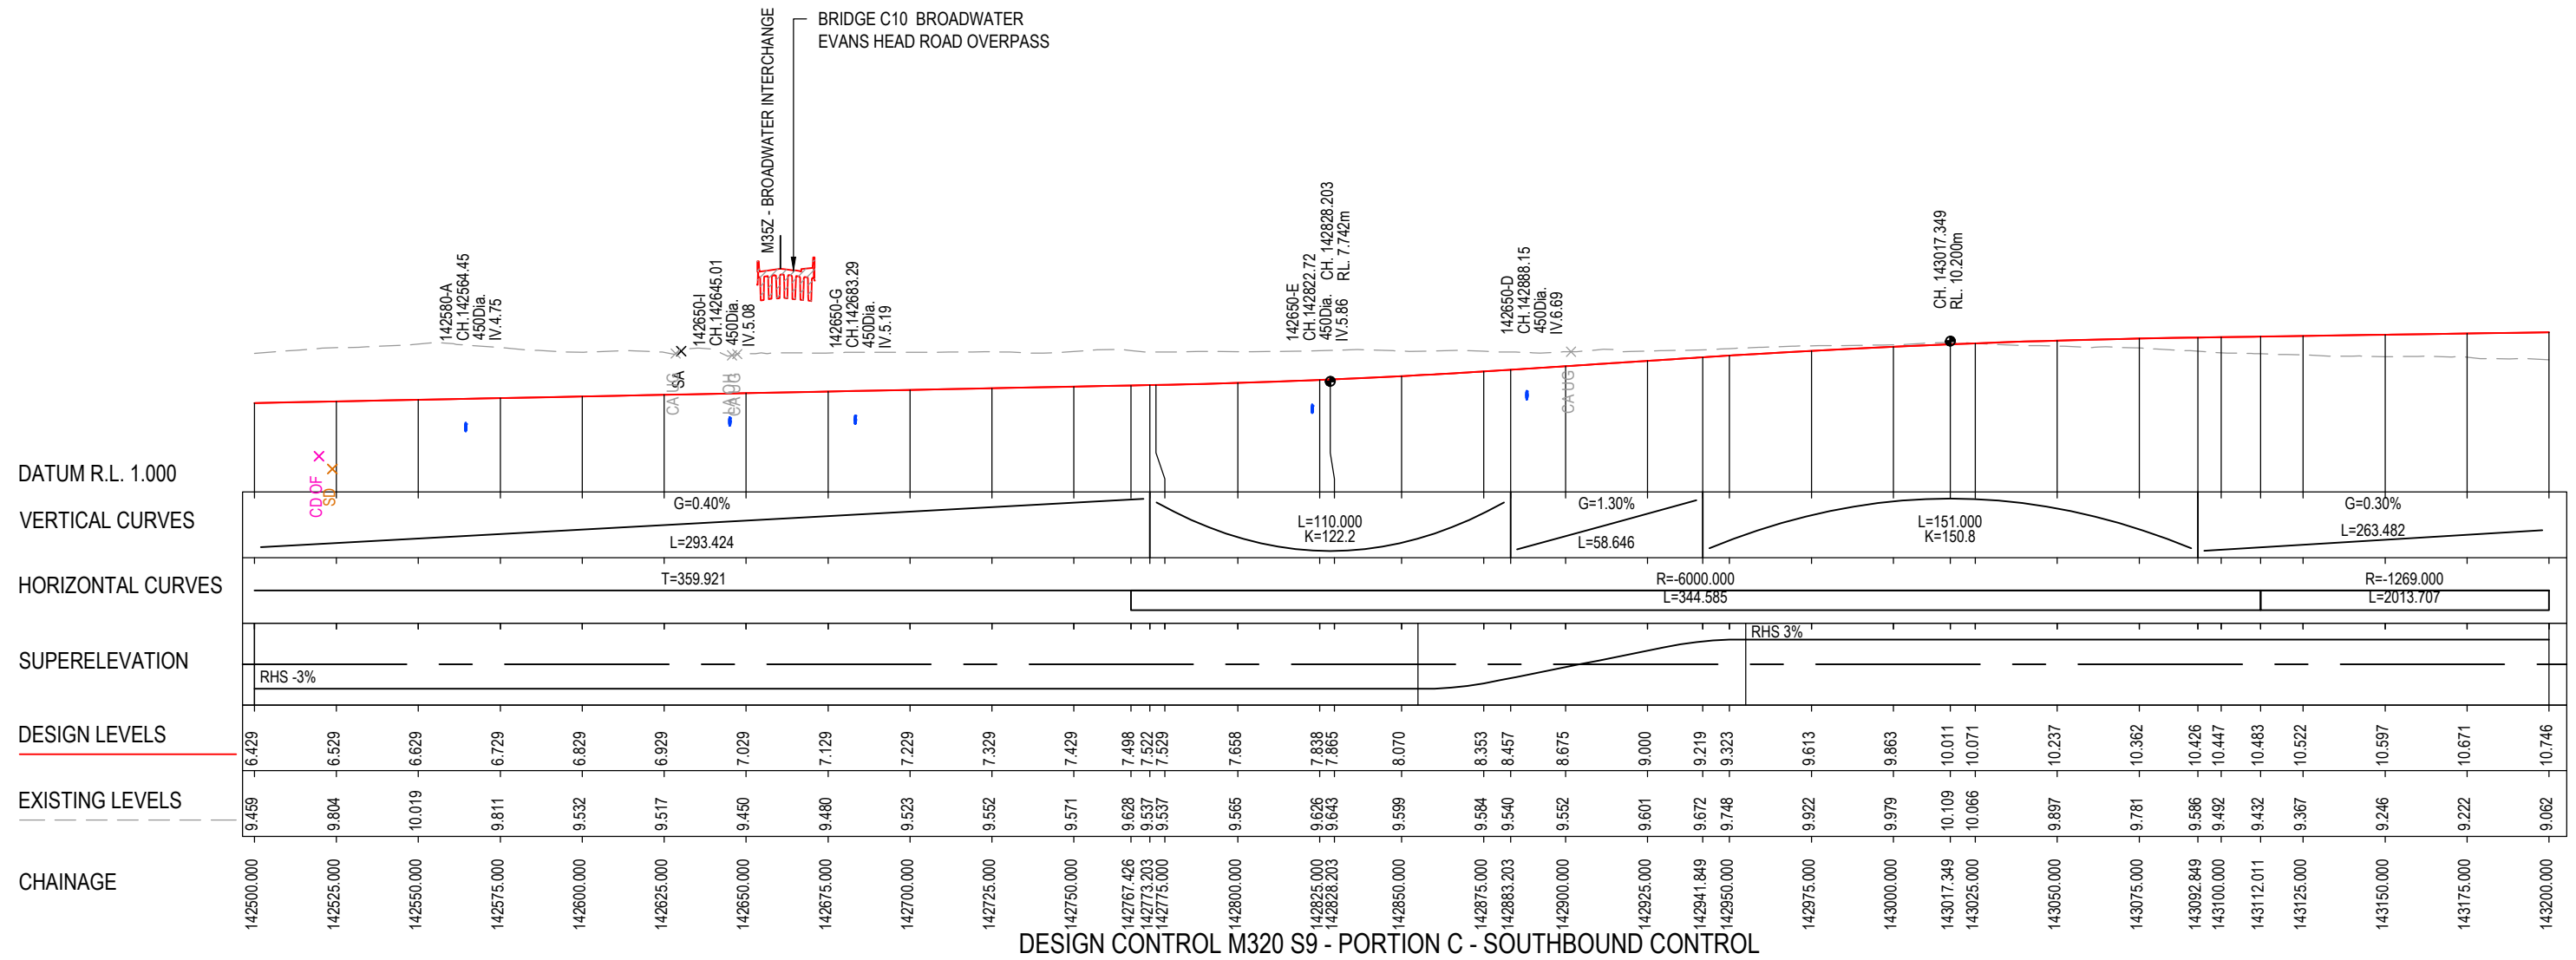 BRIDGE C10 BROADWATER
EVANS HEAD ROAD OVERPASS
M35Z - BROADWATER INTERCHANGE
142580-A
CH.142564.45
450Dia.
IV.4.75
142650-I
CH.142645.01
450Dia.
IV.5.08
142650-G
CH.142683.29
450Dia.
IV.5.19
142650-E
CH.142822.72
450Dia.
IV.5.86
CH. 142828.203
RL. 7.742m
142650-D
CH.142888.15
450Dia.
IV.6.69
CH. 143017.349
RL. 10.200m
CA UG
SA
CA UG
CA UG
CD OF
SD
DATUM R.L. 1.000
VERTICAL CURVES
G=0.40%
L=293.424
L=110.000
K=122.2
G=1.30%
L=58.646
L=151.000
K=150.8
G=0.30%
L=263.482
HORIZONTAL CURVES
T=359.921
R=-6000.000
L=344.585
R=-1269.000
L=2013.707
SUPERELEVATION
RHS -3%
RHS 3%
DESIGN LEVELS
6.429 6.529 6.629 6.729 6.829 6.929 7.029 7.129 7.229 7.329 7.429 7.498 7.522 7.529 7.658 7.838 7.865 8.070 8.353 8.457 8.675 9.000 9.219 9.323 9.613 9.863 10.011 10.071 10.237 10.362 10.426 10.447 10.483 10.522 10.597 10.671 10.746
EXISTING LEVELS
9.459 9.804 10.019 9.811 9.532 9.517 9.450 9.480 9.523 9.552 9.571 9.628 9.537 9.537 9.565 9.626 9.643 9.599 9.584 9.540 9.552 9.601 9.672 9.748 9.922 9.979 10.109 10.066 9.897 9.781 9.586 9.492 9.432 9.367 9.246 9.222 9.062
CHAINAGE
142500.000 142525.000 142550.000 142575.000 142600.000 142625.000 142650.000 142675.000 142700.000 142725.000 142750.000 142767.426 142773.203 142775.000 142800.000 142825.000 142828.203 142850.000 142875.000 142883.203 142900.000 142925.000 142941.849 142950.000 142975.000 143000.000 143017.349 143025.000 143050.000 143075.000 143092.849 143100.000 143112.011 143125.000 143150.000 143175.000 143200.000
DESIGN CONTROL M320 S9 - PORTION C - SOUTHBOUND CONTROL